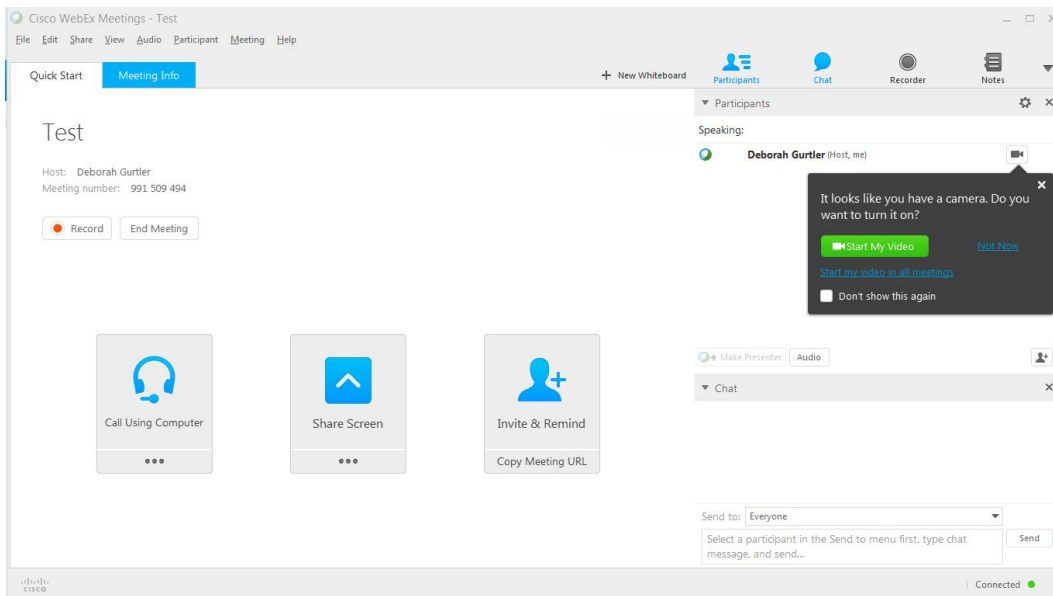 Cisco WebEx Meetings - Test
File Edit Share View Audio Participant Meeting Help
Quick Start Meeting Info + New Whiteboard Participants Chat Recorder Notes
Participants
Speaking:
Deborah Gurtler (Host, me)
It looks like you have a camera. Do you
want to turn it on?
Start My Video Not Now
Start my video in all meetings
Don't show this again
Test
Host: Deborah Gurtler
Meeting number: 991 509 494
Record End Meeting
Call Using Computer
Share Screen
Invite & Remind
Copy Meeting URL
Make Presenter Audio
Chat
Send to: Everyone
Select a participant in the Send to menu first, type chat
message, and send...
Send
CISCO
Connected